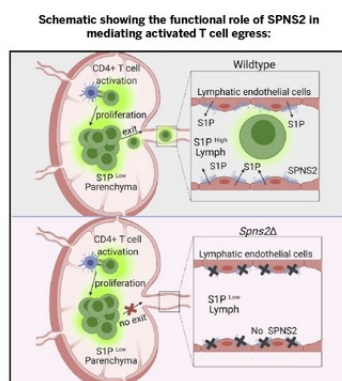 Schematic showing the functional role of SPNS2 in
mediating activated T cell egress:
Wildtype
CD4+ T cell
activation
proliferation
exit
S1P Low
Parenchyma
Lymphatic endothelial cells
S1P
S1P
S1P High
Lymph
S1P
S1P
SPNS2
Spns2Δ
CD4+ T cell
activation
proliferation
no exit
S1P Low
Parenchyma
Lymphatic endothelial cells
S1P Low
Lymph
No SPNS2